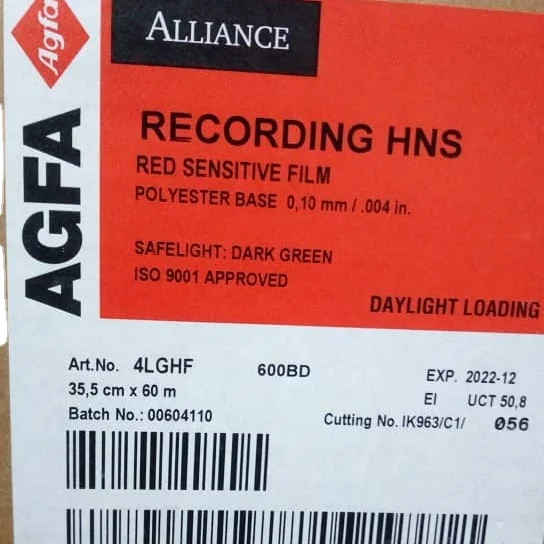 Agfa
ALLIANCE
AGFA
RECORDING HNS
RED SENSITIVE FILM
POLYESTER BASE 0,10 mm / .004 in.
SAFELIGHT: DARK GREEN
ISO 9001 APPROVED
DAYLIGHT LOADING
Art.No. 4LGHF 600BD EXP. 2022-12
35,5 cm x 60 m EI UCT 50,8
Batch No.: 00604110 Cutting No. IK963/C1/ 056